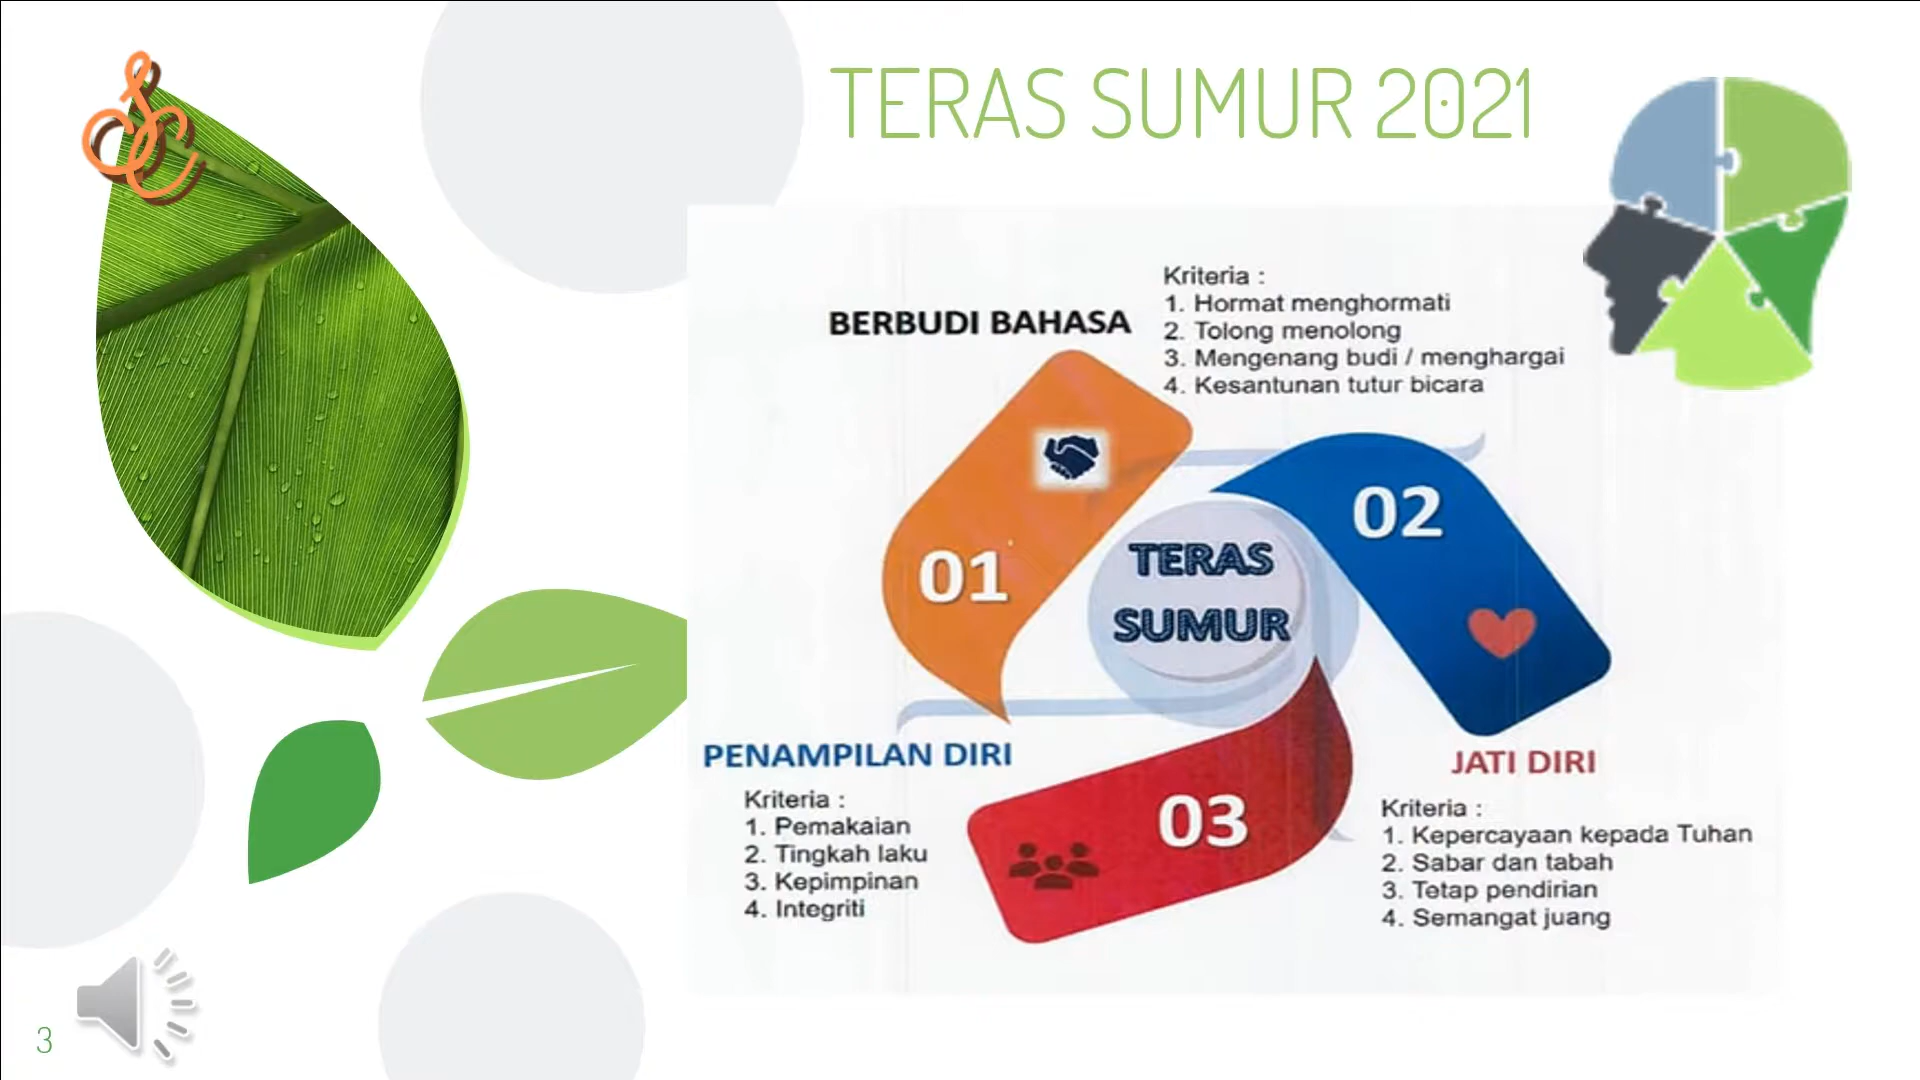 TERAS SUMUR 2021
BERBUDI BAHASA
Kriteria :
1. Hormat menghormati
2. Tolong menolong
3. Mengenang budi / menghargai
4. Kesantunan tutur bicara
01
02
TERAS
SUMUR
03
PENAMPILAN DIRI
Kriteria :
1. Pemakaian
2. Tingkah laku
3. Kepimpinan
4. Integriti
JATI DIRI
Kriteria :
1. Kepercayaan kepada Tuhan
2. Sabar dan tabah
3. Tetap pendirian
4. Semangat juang
3